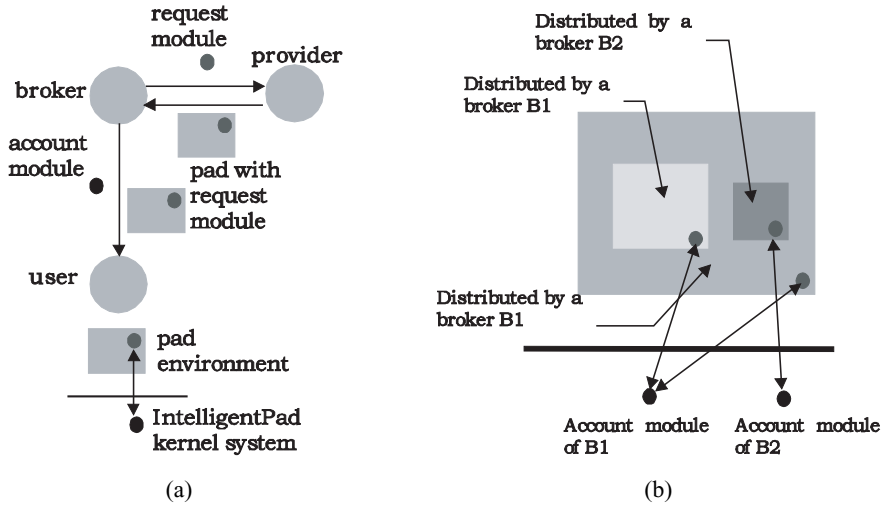 request
module
provider
broker
account
module
pad with
request
module
user
pad
environment
IntelligentPad
kernel system
(a)
Distributed by a
broker B2
Distributed by a
broker B1
Distributed by a
broker B1
Account module
of B1
Account module
of B2
(b)